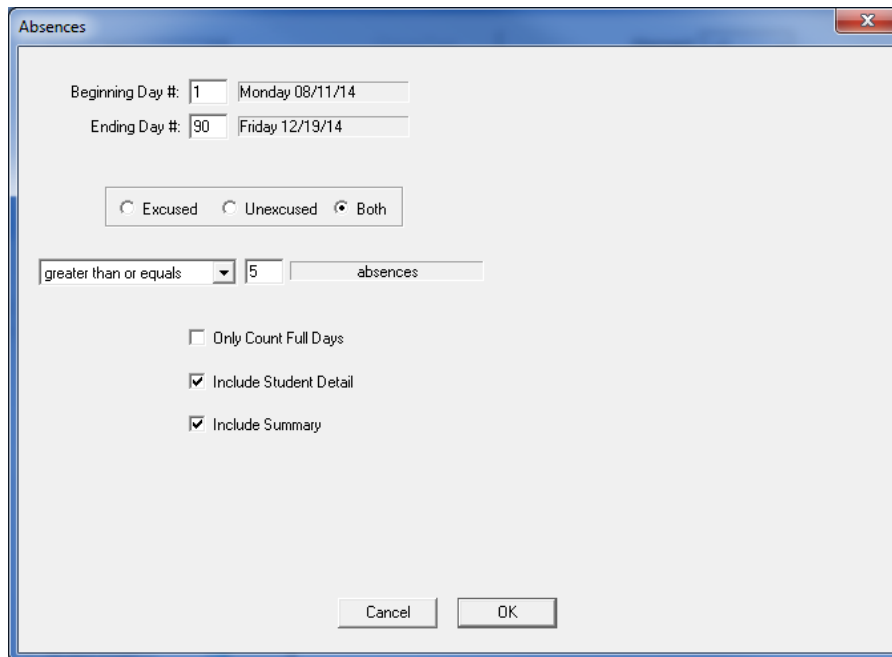 Absences
Beginning Day #: 1 Monday 08/11/14
Ending Day #: 90 Friday 12/19/14
Excused Unexcused Both
greater than or equals 5 absences
Only Count Full Days
Include Student Detail
Include Summary
Cancel OK